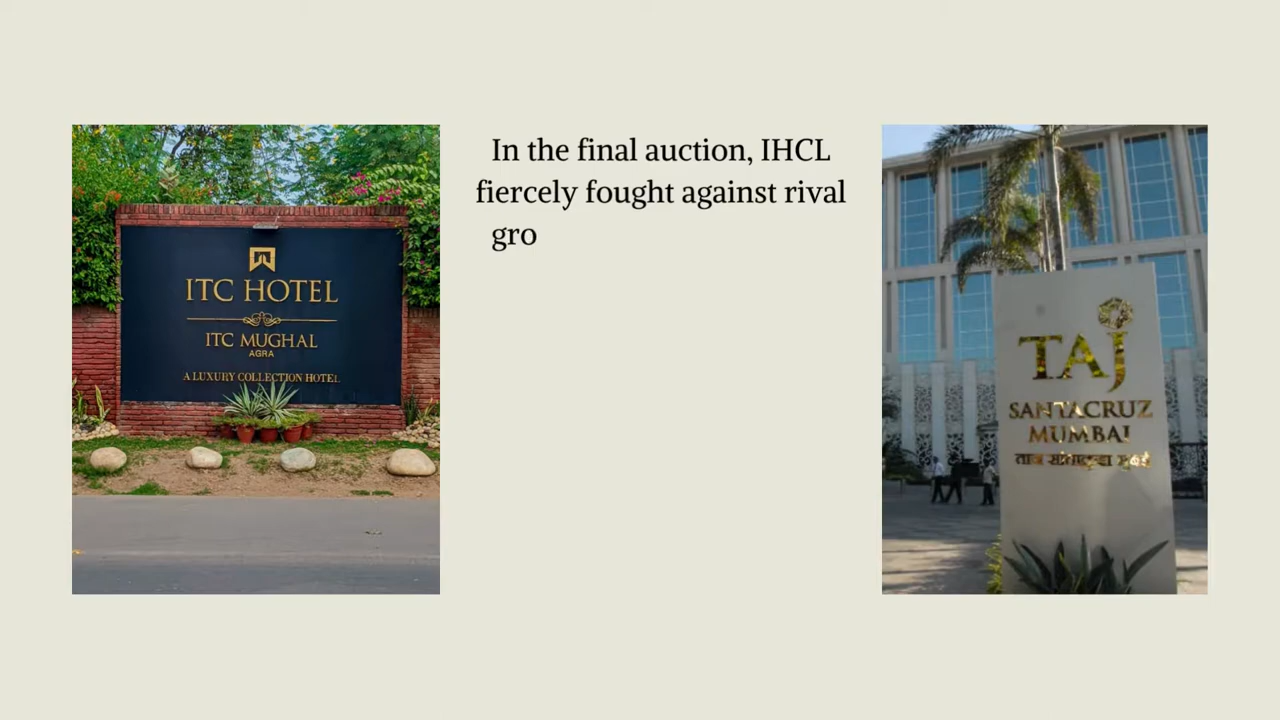 ITC HOTEL
ITC MUGHAL
AGRA
A LUXURY COLLECTION HOTEL
In the final auction, IHCL
fiercely fought against rival
gro
TAJ
SANTACRUZ
MUMBAI
ताज सांताक्रुज़ मुंबई